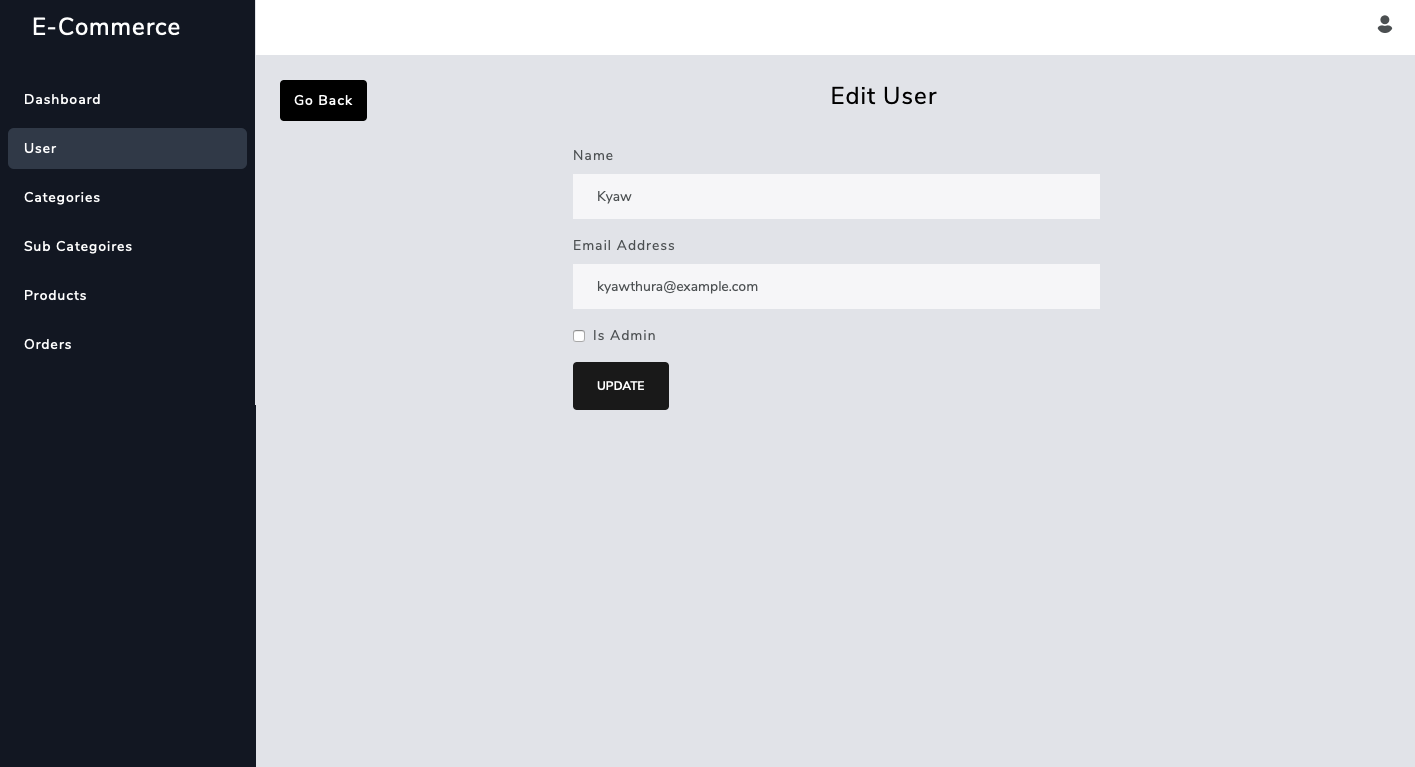 E-Commerce
Dashboard
User
Categories
Sub Categoires
Products
Orders
Go Back
Edit User
Name
Kyaw
Email Address
kyawthura@example.com
Is Admin
UPDATE